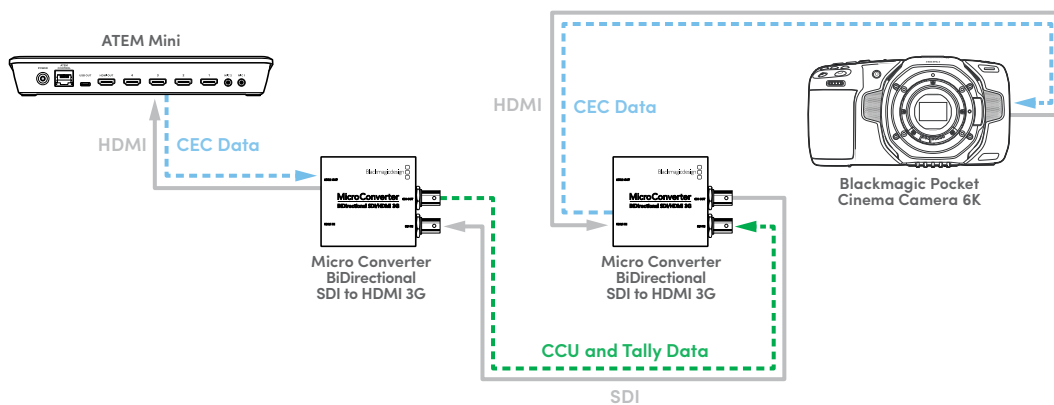 ATEM Mini
HDMI
CEC Data
HDMI
CEC Data
Blackmagicdesign
MicroConverter
BiDirectional SDI/HDMI 3G
Blackmagicdesign
MicroConverter
BiDirectional SDI/HDMI 3G
Blackmagic Pocket
Cinema Camera 6K
Micro Converter
BiDirectional
SDI to HDMI 3G
Micro Converter
BiDirectional
SDI to HDMI 3G
CCU and Tally Data
SDI